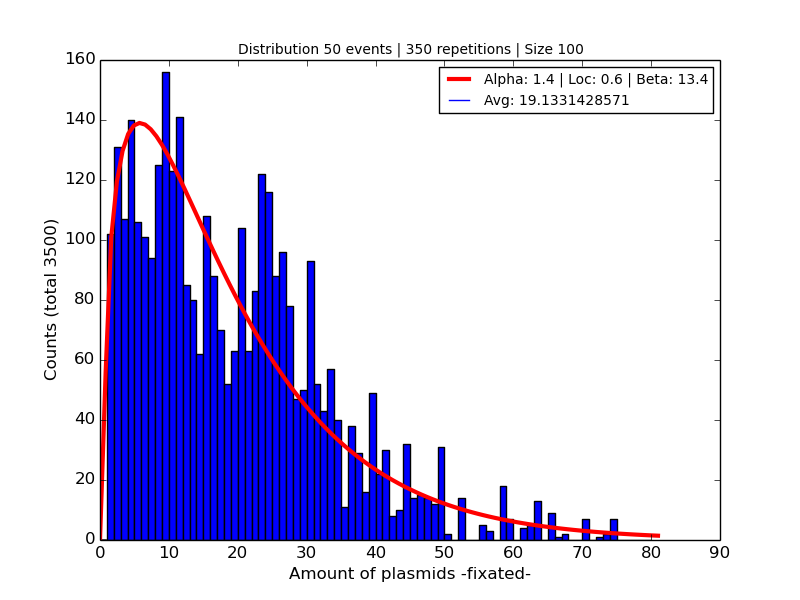 Distribution 50 events | 350 repetitions | Size 100
Alpha: 1.4 | Loc: 0.6 | Beta: 13.4
Avg: 19.1331428571
Counts (total 3500)
160
140
120
100
80
60
40
20
0
0 10 20 30 40 50 60 70 80 90
Amount of plasmids -fixated-